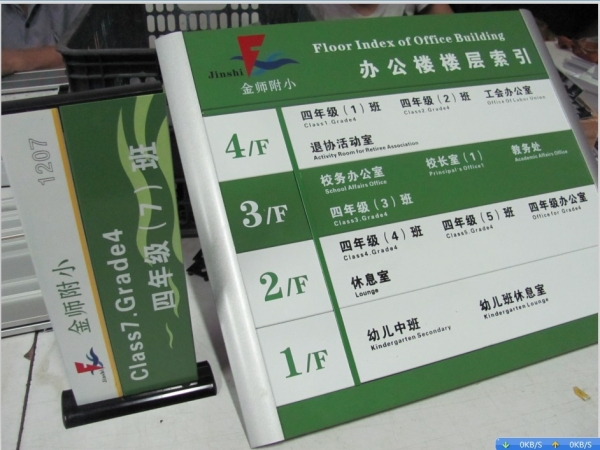 1207
金师附小
Class7.Grade4
四年级（7）班
Jinshi
Jinshi
金师附小
Floor Index of Office Building
办公楼楼层索引
4/F
四年级（1）班
Class1.Grade4
四年级（2）班
Class2.Grade4
工会办公室
Office Of Labor Union
退协活动室
Activity Room for Retiree Association
3/F
校务办公室
School Affairs Office
校长室（1）
Principal's Office1
教务处
Academic Affairs Office
四年级（3）班
Class3.Grade4
2/F
四年级（4）班
Class4.Grade4
四年级（5）班
Class5.Grade4
四年级办公室
Office for Grade4
休息室
Lounge
1/F
幼儿中班
Kindergarten Secondary
幼儿班休息室
Kindergarten Lounge
0KB/S
0KB/S